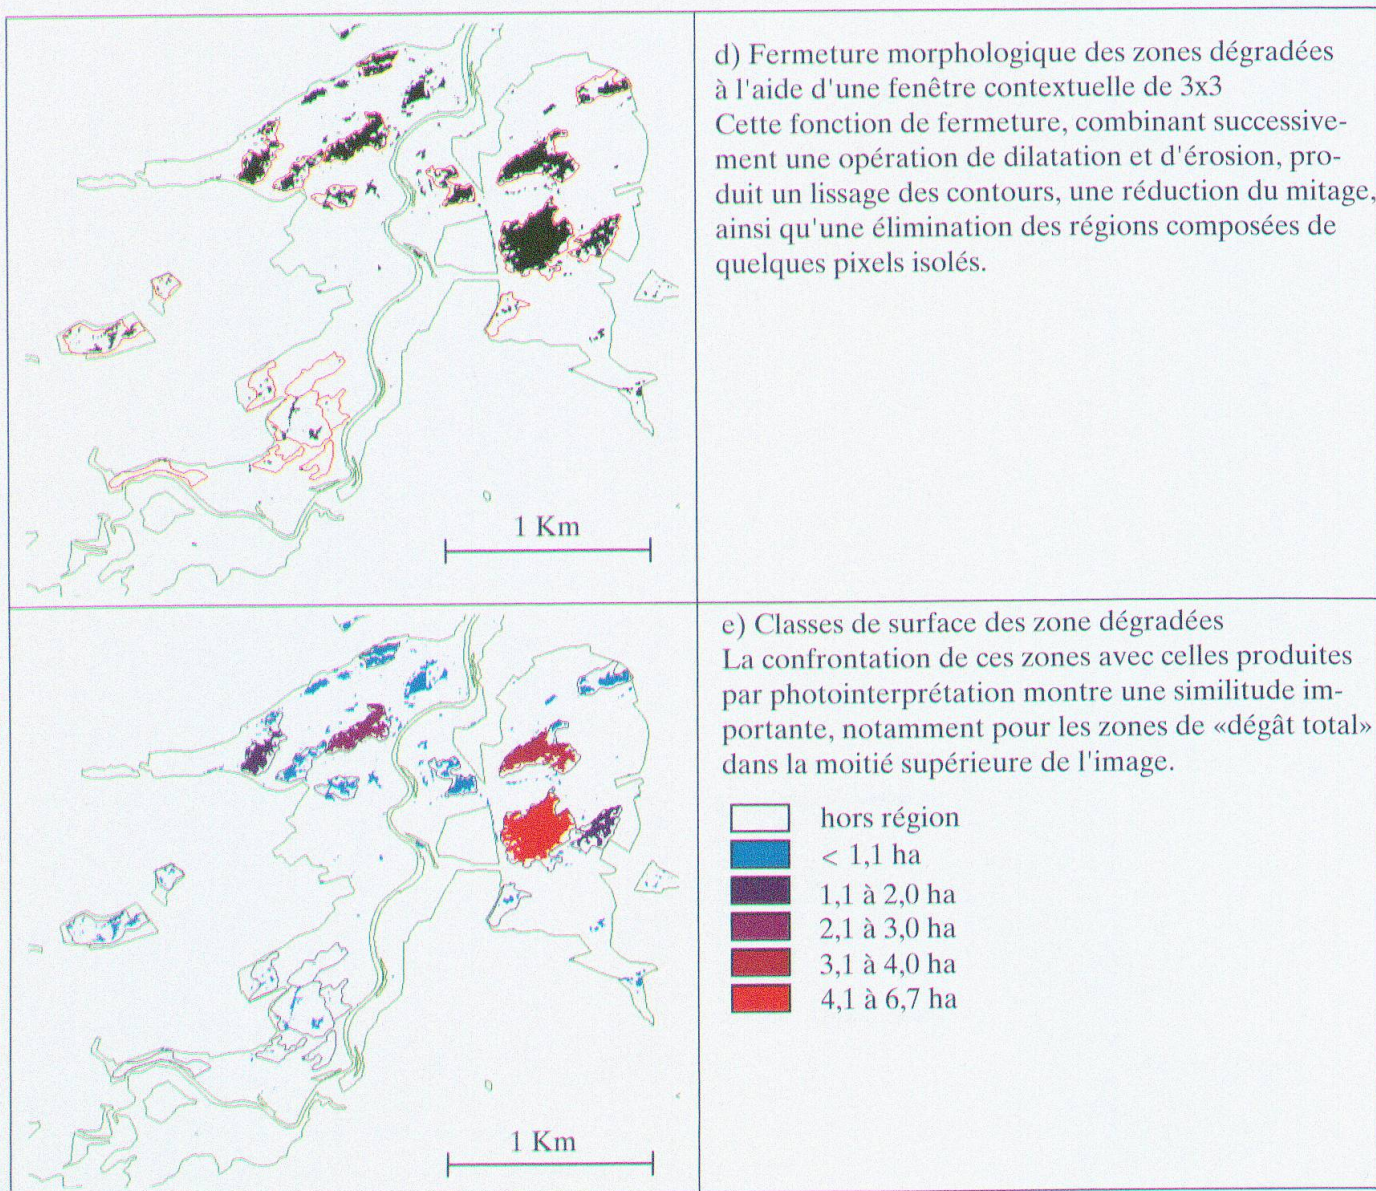 d) Fermeture morphologique des zones dégradées
à l'aide d'une fenêtre contextuelle de 3x3
Cette fonction de fermeture, combinant successive-
ment une opération de dilatation et d'érosion, pro-
duit un lissage des contours, une réduction du mitage,
ainsi qu'une élimination des régions composées de
quelques pixels isolés.
1 Km
e) Classes de surface des zone dégradées
La confrontation de ces zones avec celles produites
par photointerprétation montre une similitude im-
portante, notamment pour les zones de «dégât total»
dans la moitié supérieure de l'image.
hors région
< 1,1 ha
1,1 à 2,0 ha
2,1 à 3,0 ha
3,1 à 4,0 ha
4,1 à 6,7 ha
1 Km